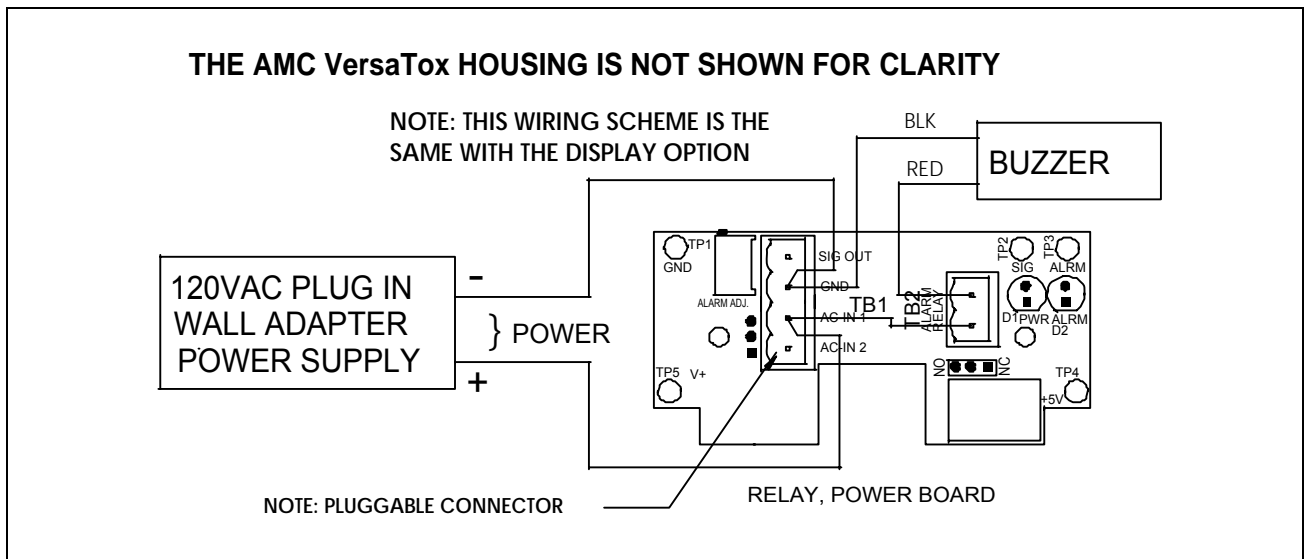 THE AMC VersaTox HOUSING IS NOT SHOWN FOR CLARITY
NOTE: THIS WIRING SCHEME IS THE
SAME WITH THE DISPLAY OPTION
BLK
RED
BUZZER
120VAC PLUG IN
WALL ADAPTER
POWER SUPPLY
-
} POWER
+
TP1
GND
ALARM ADJ.
SIG OUT
GND
AC-IN 1
AC-IN 2
TB1
TB2
ALARM
RELAY
TP2
SIG
TP3
ALRM
D1
PWR
ALRM
D2
NO
NC
TP4
+5V
TP5
V+
NOTE: PLUGGABLE CONNECTOR
RELAY, POWER BOARD